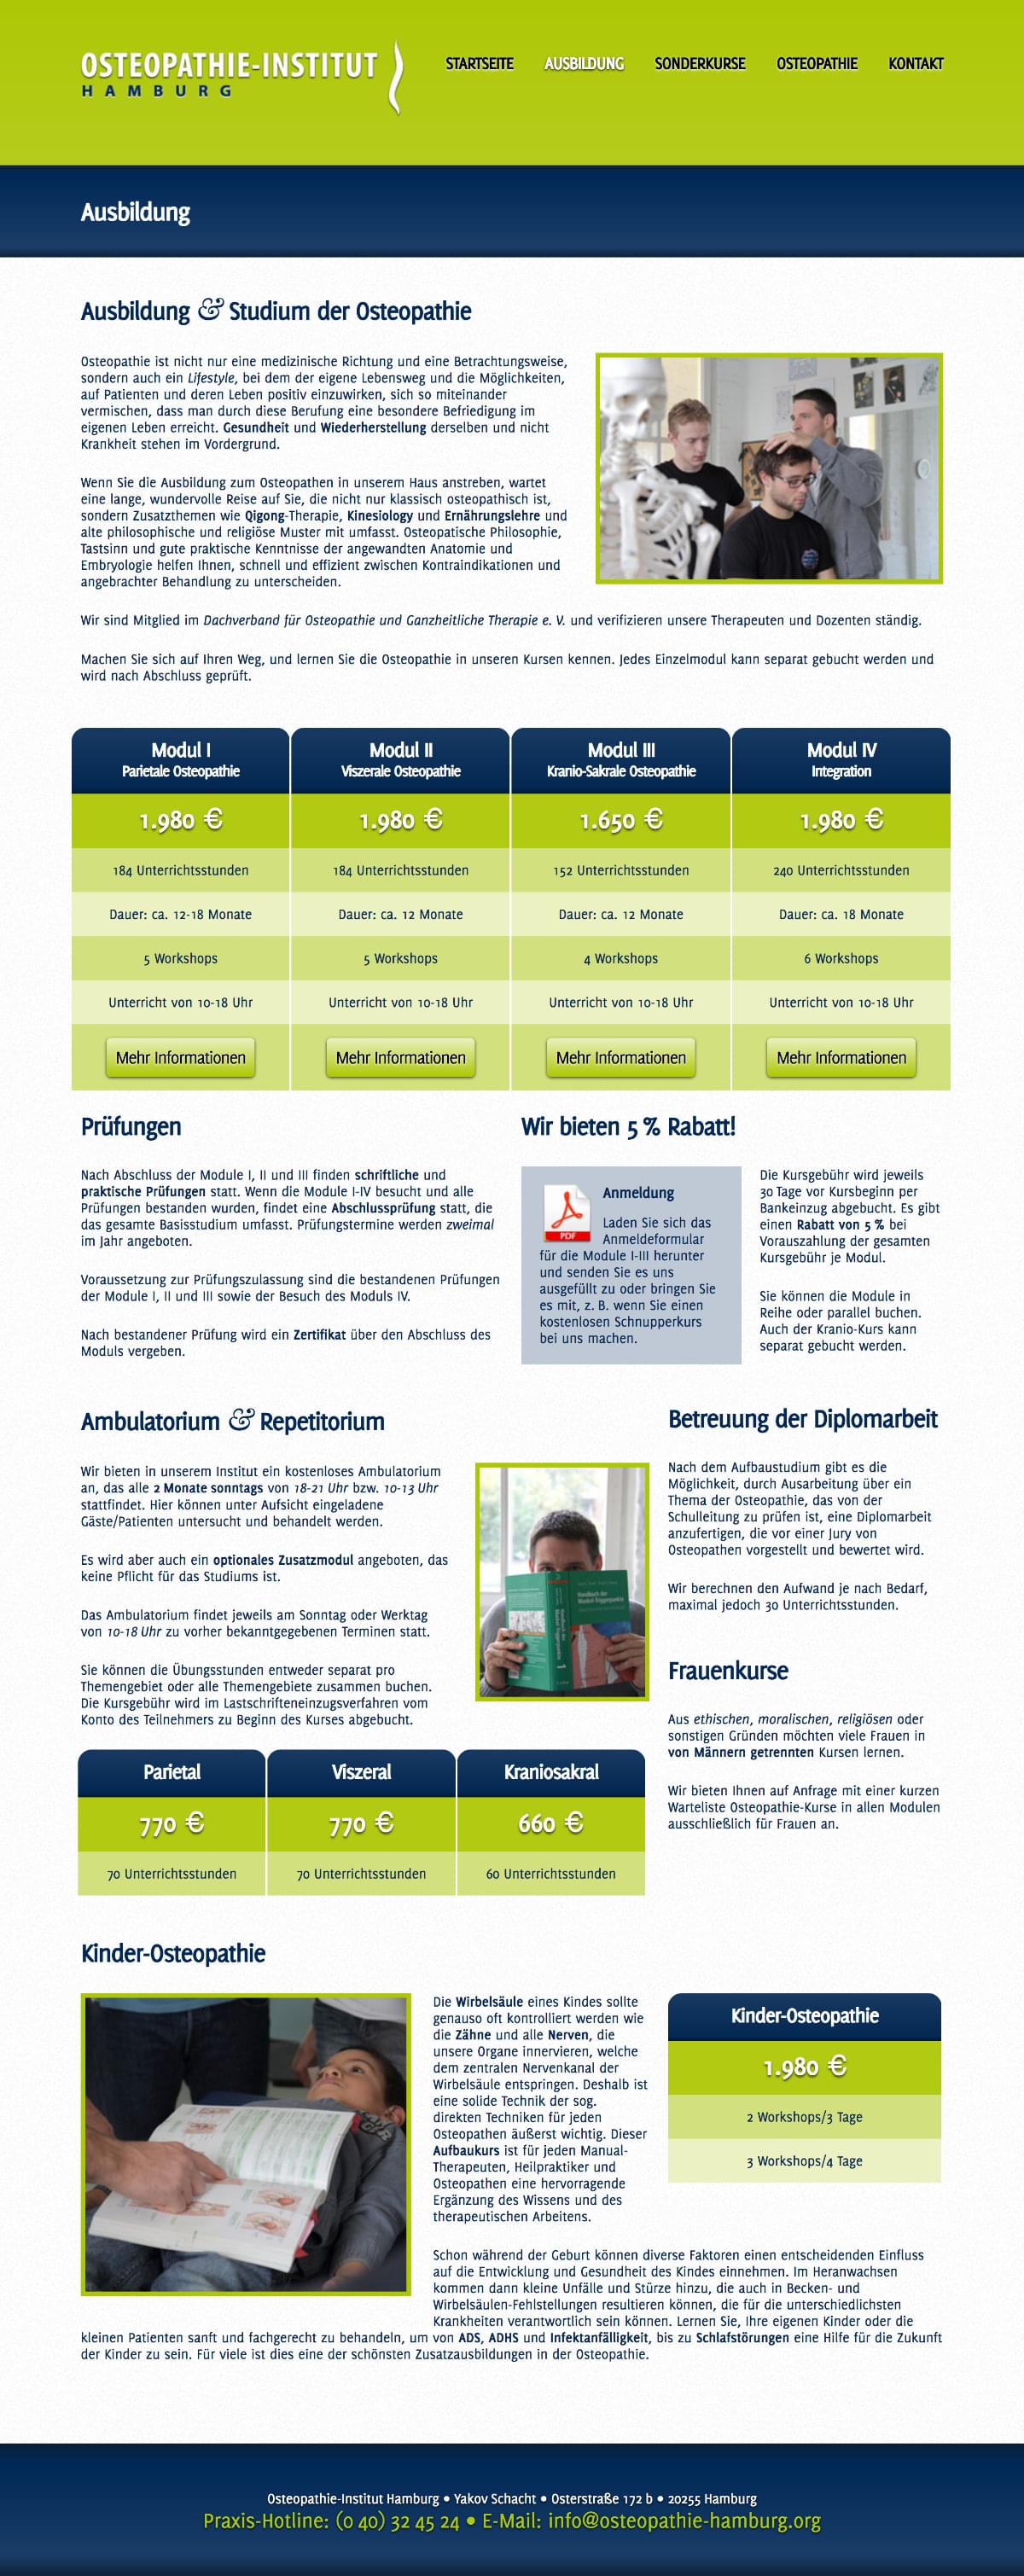 OSTEOPATHIE-INSTITUT
HAMBURG
STARTSEITE AUSBILDUNG SONDERKURSE OSTEOPATHIE KONTAKT
Ausbildung
Ausbildung & Studium der Osteopathie
Osteopathie ist nicht nur eine medizinische Richtung und eine Betrachtungsweise,
sondern auch ein Lifestyle, bei dem der eigene Lebensweg und die Möglichkeiten,
auf Patienten und deren Leben positiv einzuwirken, sich so miteinander
vermischen, dass man durch diese Berufung eine besondere Befriedigung im
eigenen Leben erreicht. Gesundheit und Wiederherstellung derselben und nicht
Krankheit stehen im Vordergrund.
Wenn Sie die Ausbildung zum Osteopathen in unserem Haus anstreben, wartet
eine lange, wundervolle Reise auf Sie, die nicht nur klassisch osteopathisch ist,
sondern Zusatzthemen wie Qigong-Therapie, Kinesiology und Ernährungslehre und
alte philosophische und religiöse Muster mit umfasst. Osteopatische Philosophie,
Tastsinn und gute praktische Kenntnisse der angewandten Anatomie und
Embryologie helfen Ihnen, schnell und effizient zwischen Kontraindikationen und
angebrachter Behandlung zu unterscheiden.
Wir sind Mitglied im Dachverband für Osteopathie und Ganzheitliche Therapie e. V. und verifizieren unsere Therapeuten und Dozenten ständig.
Machen Sie sich auf Ihren Weg, und lernen Sie die Osteopathie in unseren Kursen kennen. Jedes Einzelmodul kann separat gebucht werden und
wird nach Abschluss geprüft.
Modul I Modul II Modul III Modul IV
Parietale Osteopathie Viszerale Osteopathie Kranio-Sakrale Osteopathie Integration
1.980 € 1.980 € 1.650 € 1.980 €
184 Unterrichtsstunden 184 Unterrichtsstunden 152 Unterrichtsstunden 240 Unterrichtsstunden
Dauer: ca. 12-18 Monate Dauer: ca. 12 Monate Dauer: ca. 12 Monate Dauer: ca. 18 Monate
5 Workshops 5 Workshops 4 Workshops 6 Workshops
Unterricht von 10-18 Uhr Unterricht von 10-18 Uhr Unterricht von 10-18 Uhr Unterricht von 10-18 Uhr
Mehr Informationen Mehr Informationen Mehr Informationen Mehr Informationen
Prüfungen
Nach Abschluss der Module I, II und III finden schriftliche und
praktische Prüfungen statt. Wenn die Module I-IV besucht und alle
Prüfungen bestanden wurden, findet eine Abschlussprüfung statt, die
das gesamte Basisstudium umfasst. Prüfungstermine werden zweimal
im Jahr angeboten.
Voraussetzung zur Prüfungszulassung sind die bestandenen Prüfungen
der Module I, II und III sowie der Besuch des Moduls IV.
Nach bestandener Prüfung wird ein Zertifikat über den Abschluss des
Moduls vergeben.
Wir bieten 5 % Rabatt!
PDF
Anmeldung
Laden Sie sich das
Anmeldeformular
für die Module I-III herunter
und senden Sie es uns
ausgefüllt zu oder bringen Sie
es mit, z. B. wenn Sie einen
kostenlosen Schnupperkurs
bei uns machen.
Die Kursgebühr wird jeweils
30 Tage vor Kursbeginn per
Bankeinzug abgebucht. Es gibt
einen Rabatt von 5 % bei
Vorauszahlung der gesamten
Kursgebühr je Modul.
Sie können die Module in
Reihe oder parallel buchen.
Auch der Kranio-Kurs kann
separat gebucht werden.
Ambulatorium & Repetitorium
Wir bieten in unserem Institut ein kostenloses Ambulatorium
an, das alle 2 Monate sonntags von 18-21 Uhr bzw. 10-13 Uhr
stattfindet. Hier können unter Aufsicht eingeladene
Gäste/Patienten untersucht und behandelt werden.
Es wird aber auch ein optionales Zusatzmodul angeboten, das
keine Pflicht für das Studiums ist.
Das Ambulatorium findet jeweils am Sonntag oder Werktag
von 10-18 Uhr zu vorher bekanntgegebenen Terminen statt.
Sie können die Übungsstunden entweder separat pro
Themengebiet oder alle Themengebiete zusammen buchen.
Die Kursgebühr wird im Lastschrifteneinzugsverfahren vom
Konto des Teilnehmers zu Beginn des Kurses abgebucht.
Handbuch der
Parietal Viszeral Kraniosakral
770 € 770 € 660 €
70 Unterrichtsstunden 70 Unterrichtsstunden 60 Unterrichtsstunden
Betreuung der Diplomarbeit
Nach dem Aufbaustudium gibt es die
Möglichkeit, durch Ausarbeitung über ein
Thema der Osteopathie, das von der
Schulleitung zu prüfen ist, eine Diplomarbeit
anzufertigen, die vor einer Jury von
Osteopathen vorgestellt und bewertet wird.
Wir berechnen den Aufwand je nach Bedarf,
maximal jedoch 30 Unterrichtsstunden.
Frauenkurse
Aus ethischen, moralischen, religiösen oder
sonstigen Gründen möchten viele Frauen in
von Männern getrennten Kursen lernen.
Wir bieten Ihnen auf Anfrage mit einer kurzen
Warteliste Osteopathie-Kurse in allen Modulen
ausschließlich für Frauen an.
Kinder-Osteopathie
Die Wirbelsäule eines Kindes sollte
genauso oft kontrolliert werden wie
die Zähne und alle Nerven, die
unsere Organe innervieren, welche
dem zentralen Nervenkanal der
Wirbelsäule entspringen. Deshalb ist
eine solide Technik der sog.
direkten Techniken für jeden
Osteopathen äußerst wichtig. Dieser
Aufbaukurs ist für jeden Manual-
Therapeuten, Heilpraktiker und
Osteopathen eine hervorragende
Ergänzung des Wissens und des
therapeutischen Arbeitens.
Kinder-Osteopathie
1.980 €
2 Workshops/3 Tage
3 Workshops/4 Tage
Schon während der Geburt können diverse Faktoren einen entscheidenden Einfluss
auf die Entwicklung und Gesundheit des Kindes einnehmen. Im Heranwachsen
kommen dann kleine Unfälle und Stürze hinzu, die auch in Becken- und
Wirbelsäulen-Fehlstellungen resultieren können, die für die unterschiedlichsten
Krankheiten verantwortlich sein können. Lernen Sie, Ihre eigenen Kinder oder die
kleinen Patienten sanft und fachgerecht zu behandeln, um von ADS, ADHS und Infektanfälligkeit, bis zu Schlafstörungen eine Hilfe für die Zukunft
der Kinder zu sein. Für viele ist dies eine der schönsten Zusatzausbildungen in der Osteopathie.
Osteopathie-Institut Hamburg • Yakov Schacht • Osterstraße 172 b • 20255 Hamburg
Praxis-Hotline: (0 40) 32 45 24 • E-Mail: info@osteopathie-hamburg.org